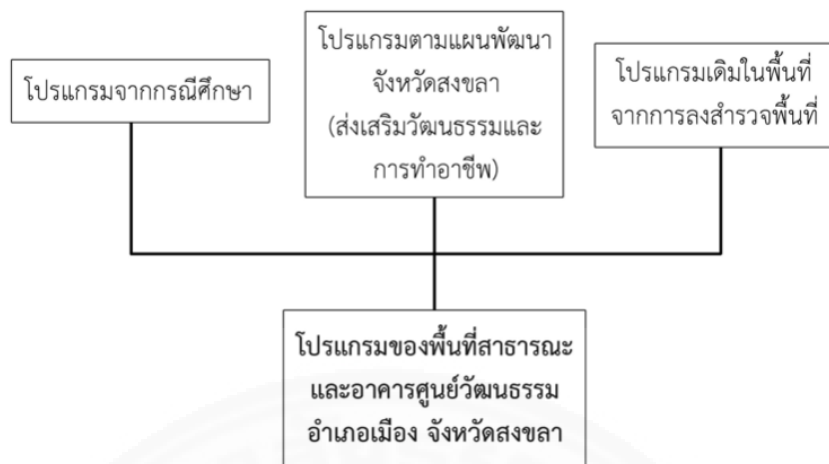 โปรแกรมจากกรณีศึกษา
โปรแกรมตามแผนพัฒนา
จังหวัดสงขลา
(ส่งเสริมวัฒนธรรมและ
การทำอาชีพ)
โปรแกรมเดิมในพื้นที่
จากการลงสำรวจพื้นที่
โปรแกรมของพื้นที่สาธารณะ
และอาคารศูนย์วัฒนธรรม
อำเภอเมือง จังหวัดสงขลา